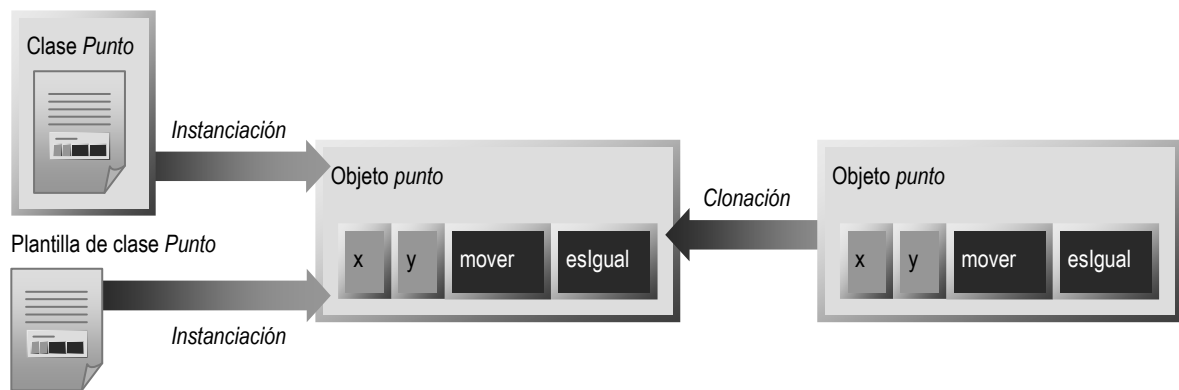 Clase Punto
Instanciación
Plantilla de clase Punto
Instanciación
Objeto punto
x y mover esIgual
Clonación
Objeto punto
x y mover esIgual